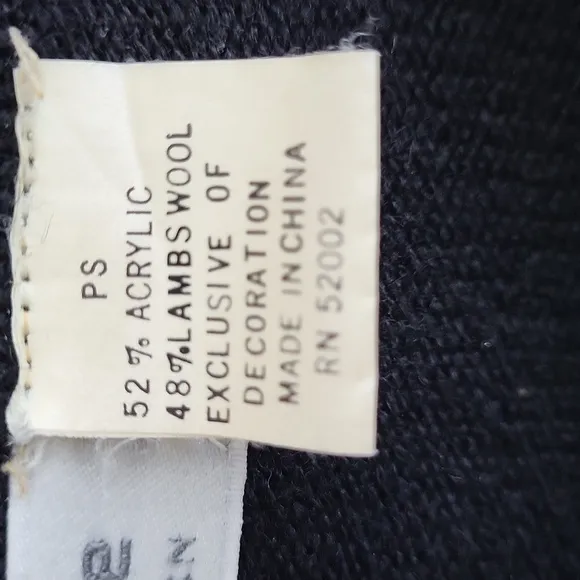 PS
52% ACRYLIC
48% LAMBSWOOL
EXCLUSIVE OF
DECORATION
MADE IN CHINA
RN 52002